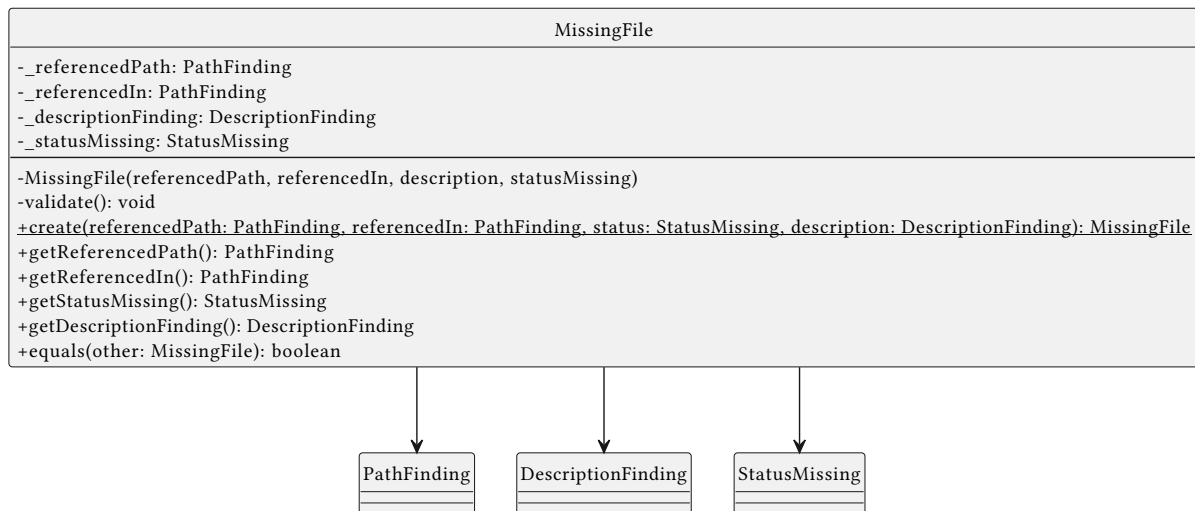 MissingFile
-_referencedPath: PathFinding
-_referencedIn: PathFinding
-_descriptionFinding: DescriptionFinding
-_statusMissing: StatusMissing
-MissingFile(referencedPath, referencedIn, description, statusMissing)
-validate(): void
+create(referencedPath: PathFinding, referencedIn: PathFinding, status: StatusMissing, description: DescriptionFinding): MissingFile
+getReferencedPath(): PathFinding
+getReferencedIn(): PathFinding
+getStatusMissing(): StatusMissing
+getDescriptionFinding(): DescriptionFinding
+equals(other: MissingFile): boolean
PathFinding
DescriptionFinding
StatusMissing